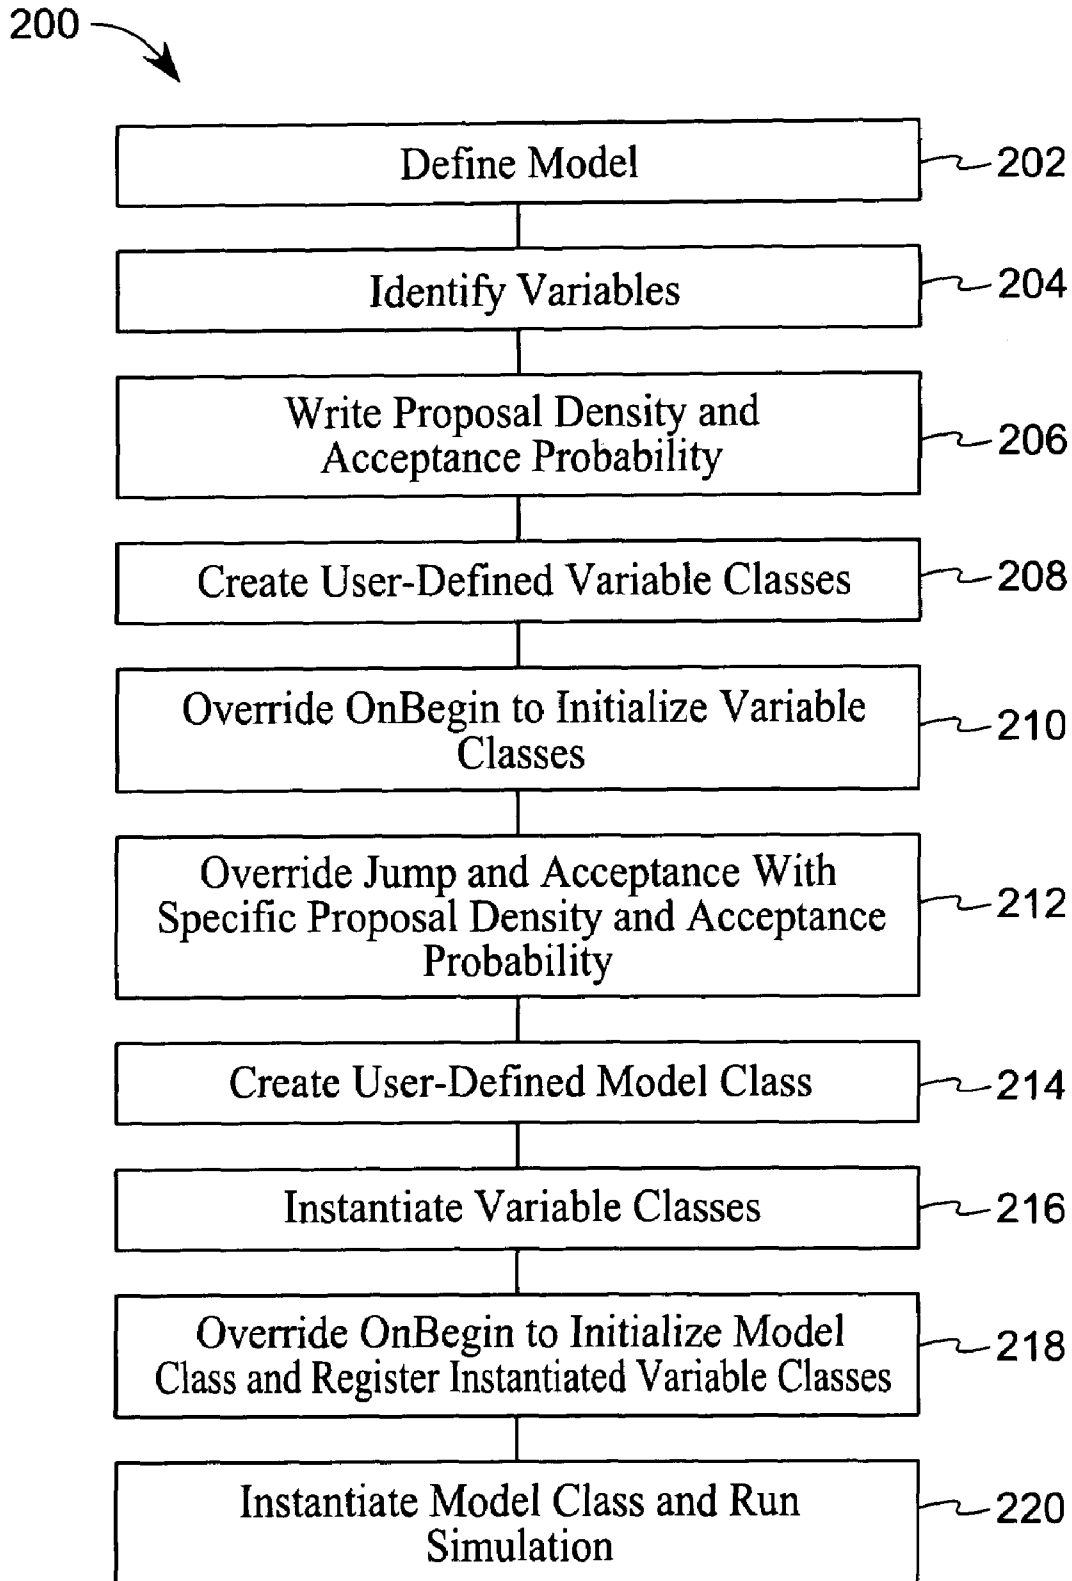 200
Define Model
202
Identify Variables
204
Write Proposal Density and
Acceptance Probability
206
Create User-Defined Variable Classes
208
Override OnBegin to Initialize Variable
Classes
210
Override Jump and Acceptance With
Specific Proposal Density and Acceptance
Probability
212
Create User-Defined Model Class
214
Instantiate Variable Classes
216
Override OnBegin to Initialize Model
Class and Register Instantiated Variable Classes
218
Instantiate Model Class and Run
Simulation
220